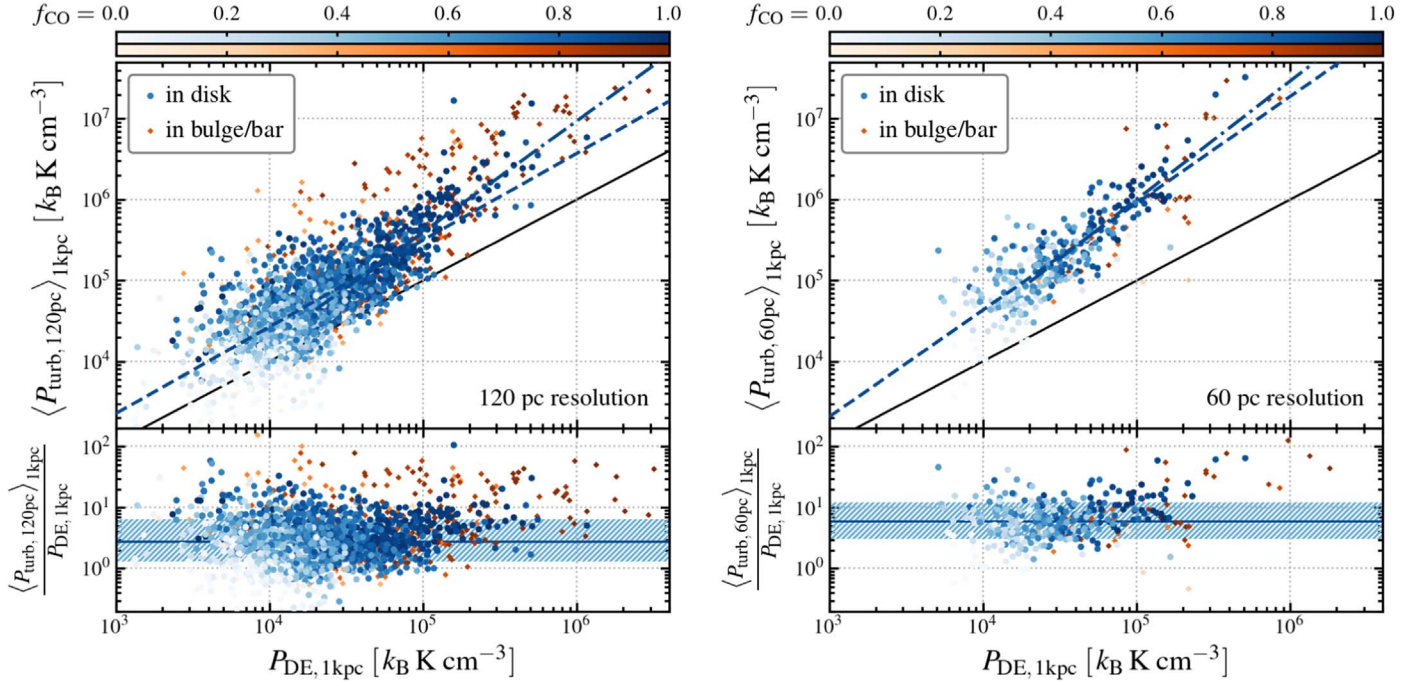 f_CO = 0.0 0.2 0.4 0.6 0.8 1.0
in disk
in bulge/bar
⟨P_turb, 120pc⟩_1kpc [k_B K cm^−3]
10^7
10^6
10^5
10^4
120 pc resolution
⟨P_turb, 120pc⟩_1kpc
P_DE, 1kpc
10^2
10^1
10^0
10^3 10^4 10^5 10^6
P_DE, 1kpc [k_B K cm^−3]
f_CO = 0.0 0.2 0.4 0.6 0.8 1.0
in disk
in bulge/bar
⟨P_turb, 60pc⟩_1kpc [k_B K cm^−3]
10^7
10^6
10^5
10^4
60 pc resolution
⟨P_turb, 60pc⟩_1kpc
P_DE, 1kpc
10^2
10^1
10^0
10^3 10^4 10^5 10^6
P_DE, 1kpc [k_B K cm^−3]